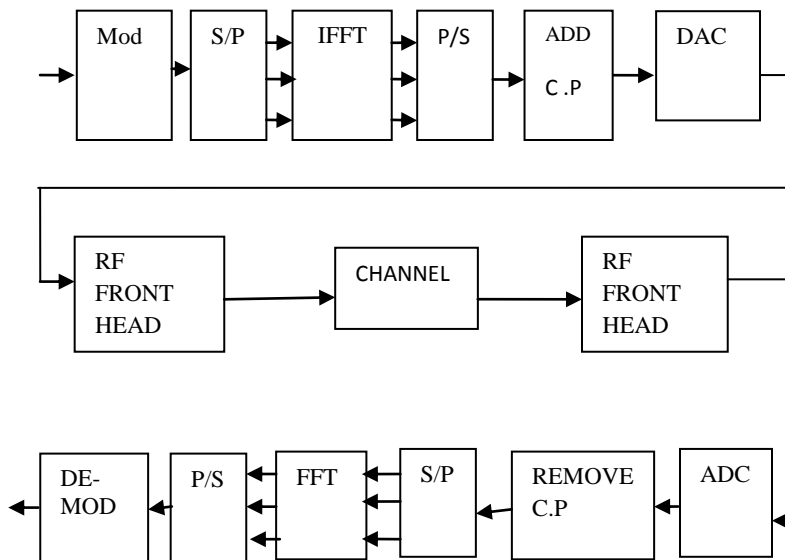 Mod
S/P
IFFT
P/S
ADD
C .P
DAC
RF
FRONT
HEAD
CHANNEL
RF
FRONT
HEAD
DE-
MOD
P/S
FFT
S/P
REMOVE
C.P
ADC